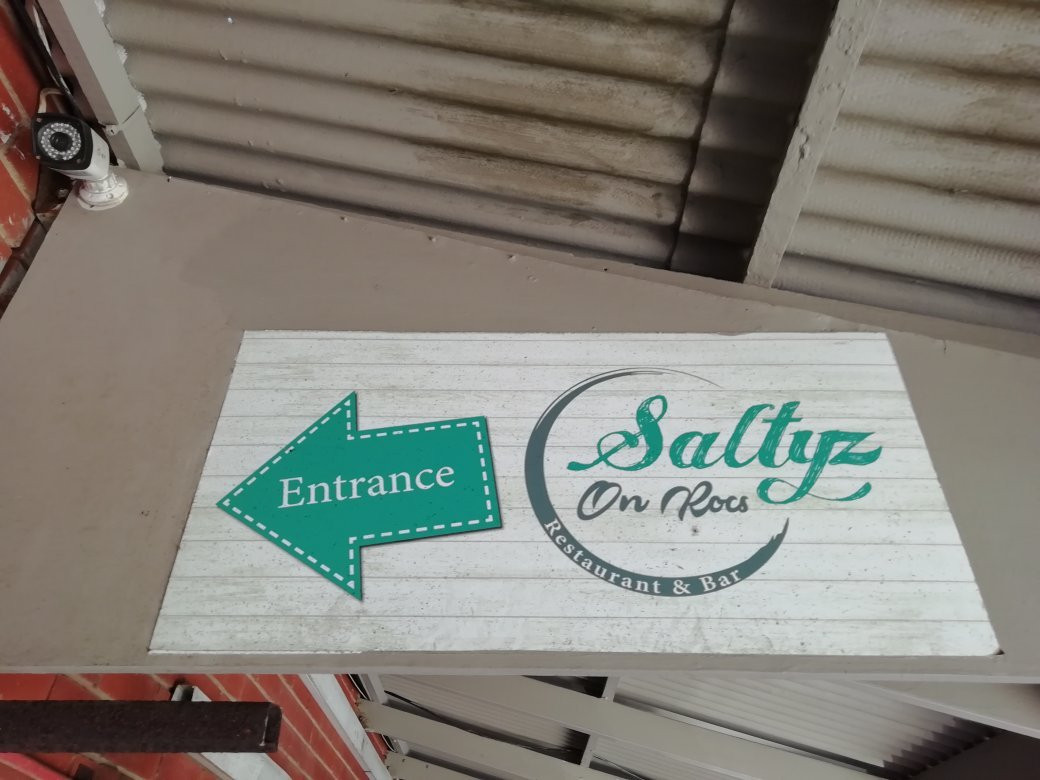 Entrance
Saltyz
On Rocs
Restaurant & Bar